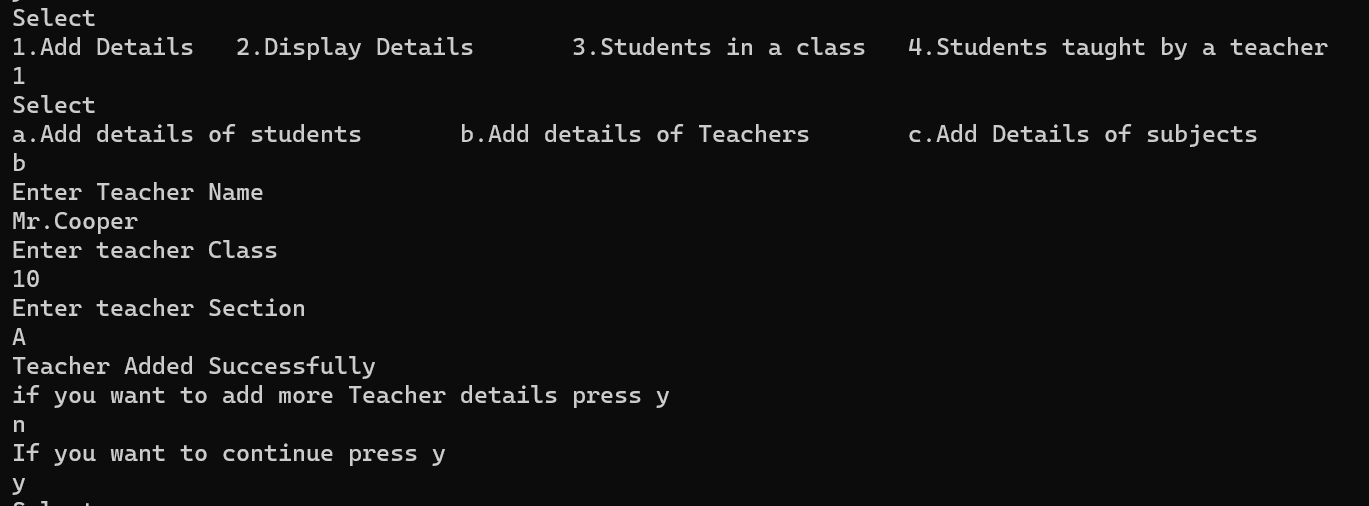 Select
1.Add Details 2.Display Details 3.Students in a class 4.Students taught by a teacher
1
Select
a.Add details of students b.Add details of Teachers c.Add Details of subjects
b
Enter Teacher Name
Mr.Cooper
Enter teacher Class
10
Enter teacher Section
A
Teacher Added Successfully
if you want to add more Teacher details press y
n
If you want to continue press y
y